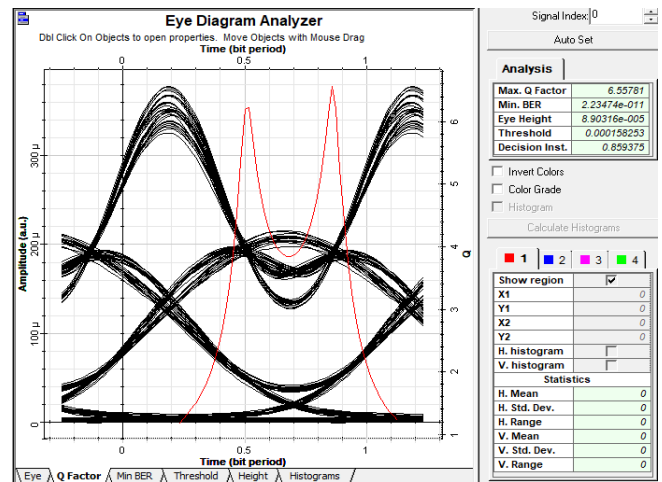 Eye Diagram Analyzer
Dbl Click On Objects to open properties. Move Objects with Mouse Drag
Time (bit period)
0 0.5 1
Amplitude (a.u.)
300 µ
200 µ
100 µ
0
Q
6
5
4
3
2
1
0 0.5 1
Time (bit period)
Eye Q Factor Min BER Threshold Height Histograms
Signal Index: 0
Auto Set
Analysis
Max. Q Factor 6.55781
Min. BER 2.23474e-011
Eye Height 8.90316e-005
Threshold 0.000158253
Decision Inst. 0.859375
Invert Colors
Color Grade
Histogram
Calculate Histograms
1 2 3 4
Show region
X1 0
Y1 0
X2 0
Y2 0
H. histogram
V. histogram
Statistics
H. Mean 0
H. Std. Dev. 0
H. Range 0
V. Mean 0
V. Std. Dev. 0
V. Range 0